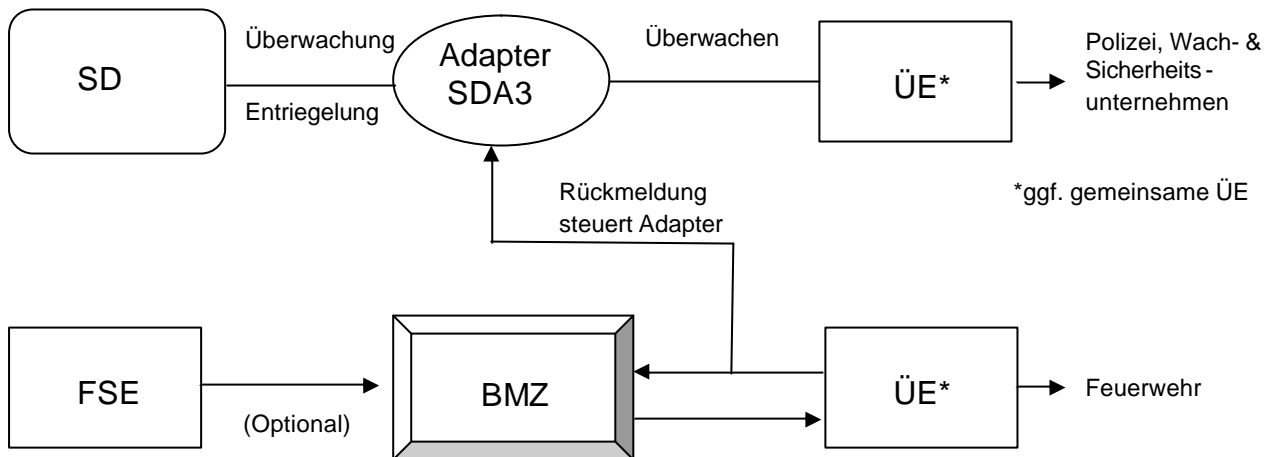 SD
Überwachung
Entriegelung
Adapter
SDA3
Überwachen
ÜE*
Polizei, Wach- &
Sicherheits-
unternehmen
Rückmeldung
steuert Adapter
*ggf. gemeinsame ÜE
FSE
(Optional)
BMZ
ÜE*
Feuerwehr